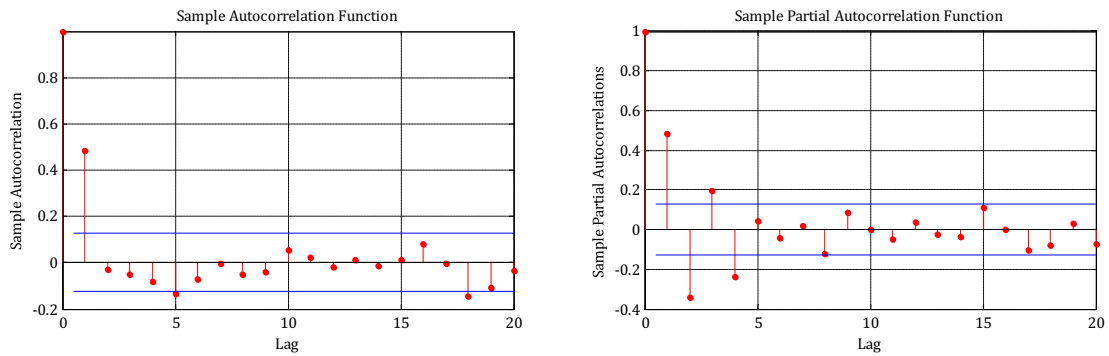 Sample Autocorrelation Function
Sample Autocorrelation
0.8
0.6
0.4
0.2
0
-0.2
0 5 10 15 20
Lag
Sample Partial Autocorrelation Function
Sample Partial Autocorrelations
1
0.8
0.6
0.4
0.2
0
-0.2
-0.4
0 5 10 15 20
Lag